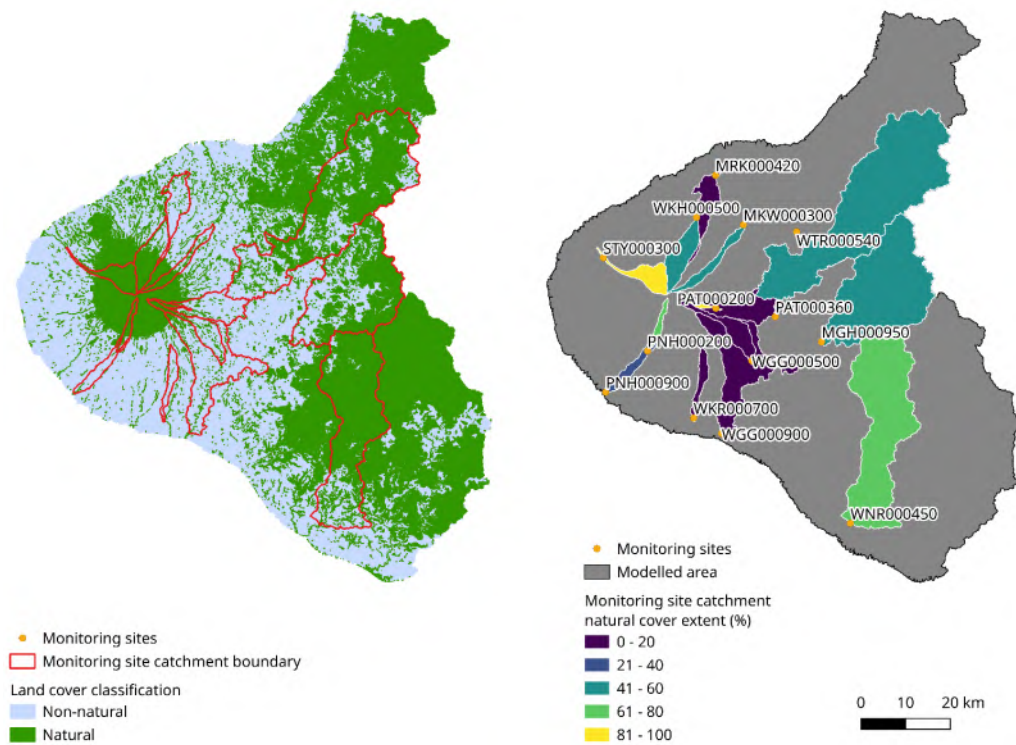 MRK000420
WKH000500
MKW000300
WTR000540
STY000300
PAT000200
PAT000360
MGH000950
PNH000200
WGG000500
PNH000900
WKR000700
WGG000900
WNR000450
Monitoring sites
Monitoring site catchment boundary
Land cover classification
Non-natural
Natural
Monitoring sites
Modelled area
Monitoring site catchment
natural cover extent (%)
0 - 20
21 - 40
41 - 60
61 - 80
81 - 100
0 10 20 km